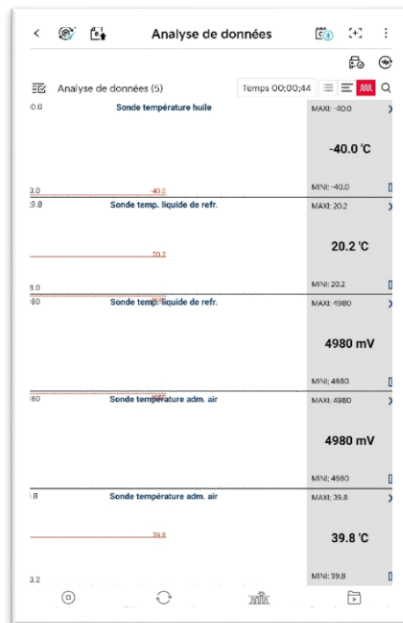 Analyse de données
Analyse de données (5)
Temps 00;00;44
Sonde température huile
MAXI: -40.0
-40.0 °C
-40.0
MINI; -40.0
Sonde temp. liquide de refr.
MAXI: 20.2
20.2 °C
20.2
MINI; 20.2
Sonde temp. liquide de refr.
MAXI: 4980
4980 mV
MINI; 4980
Sonde température adm. air
MAXI: 4980
4980 mV
MINI; 4980
Sonde température adm. air
MAXI: 39.8
39.8 °C
39.8
MINI: 39.8